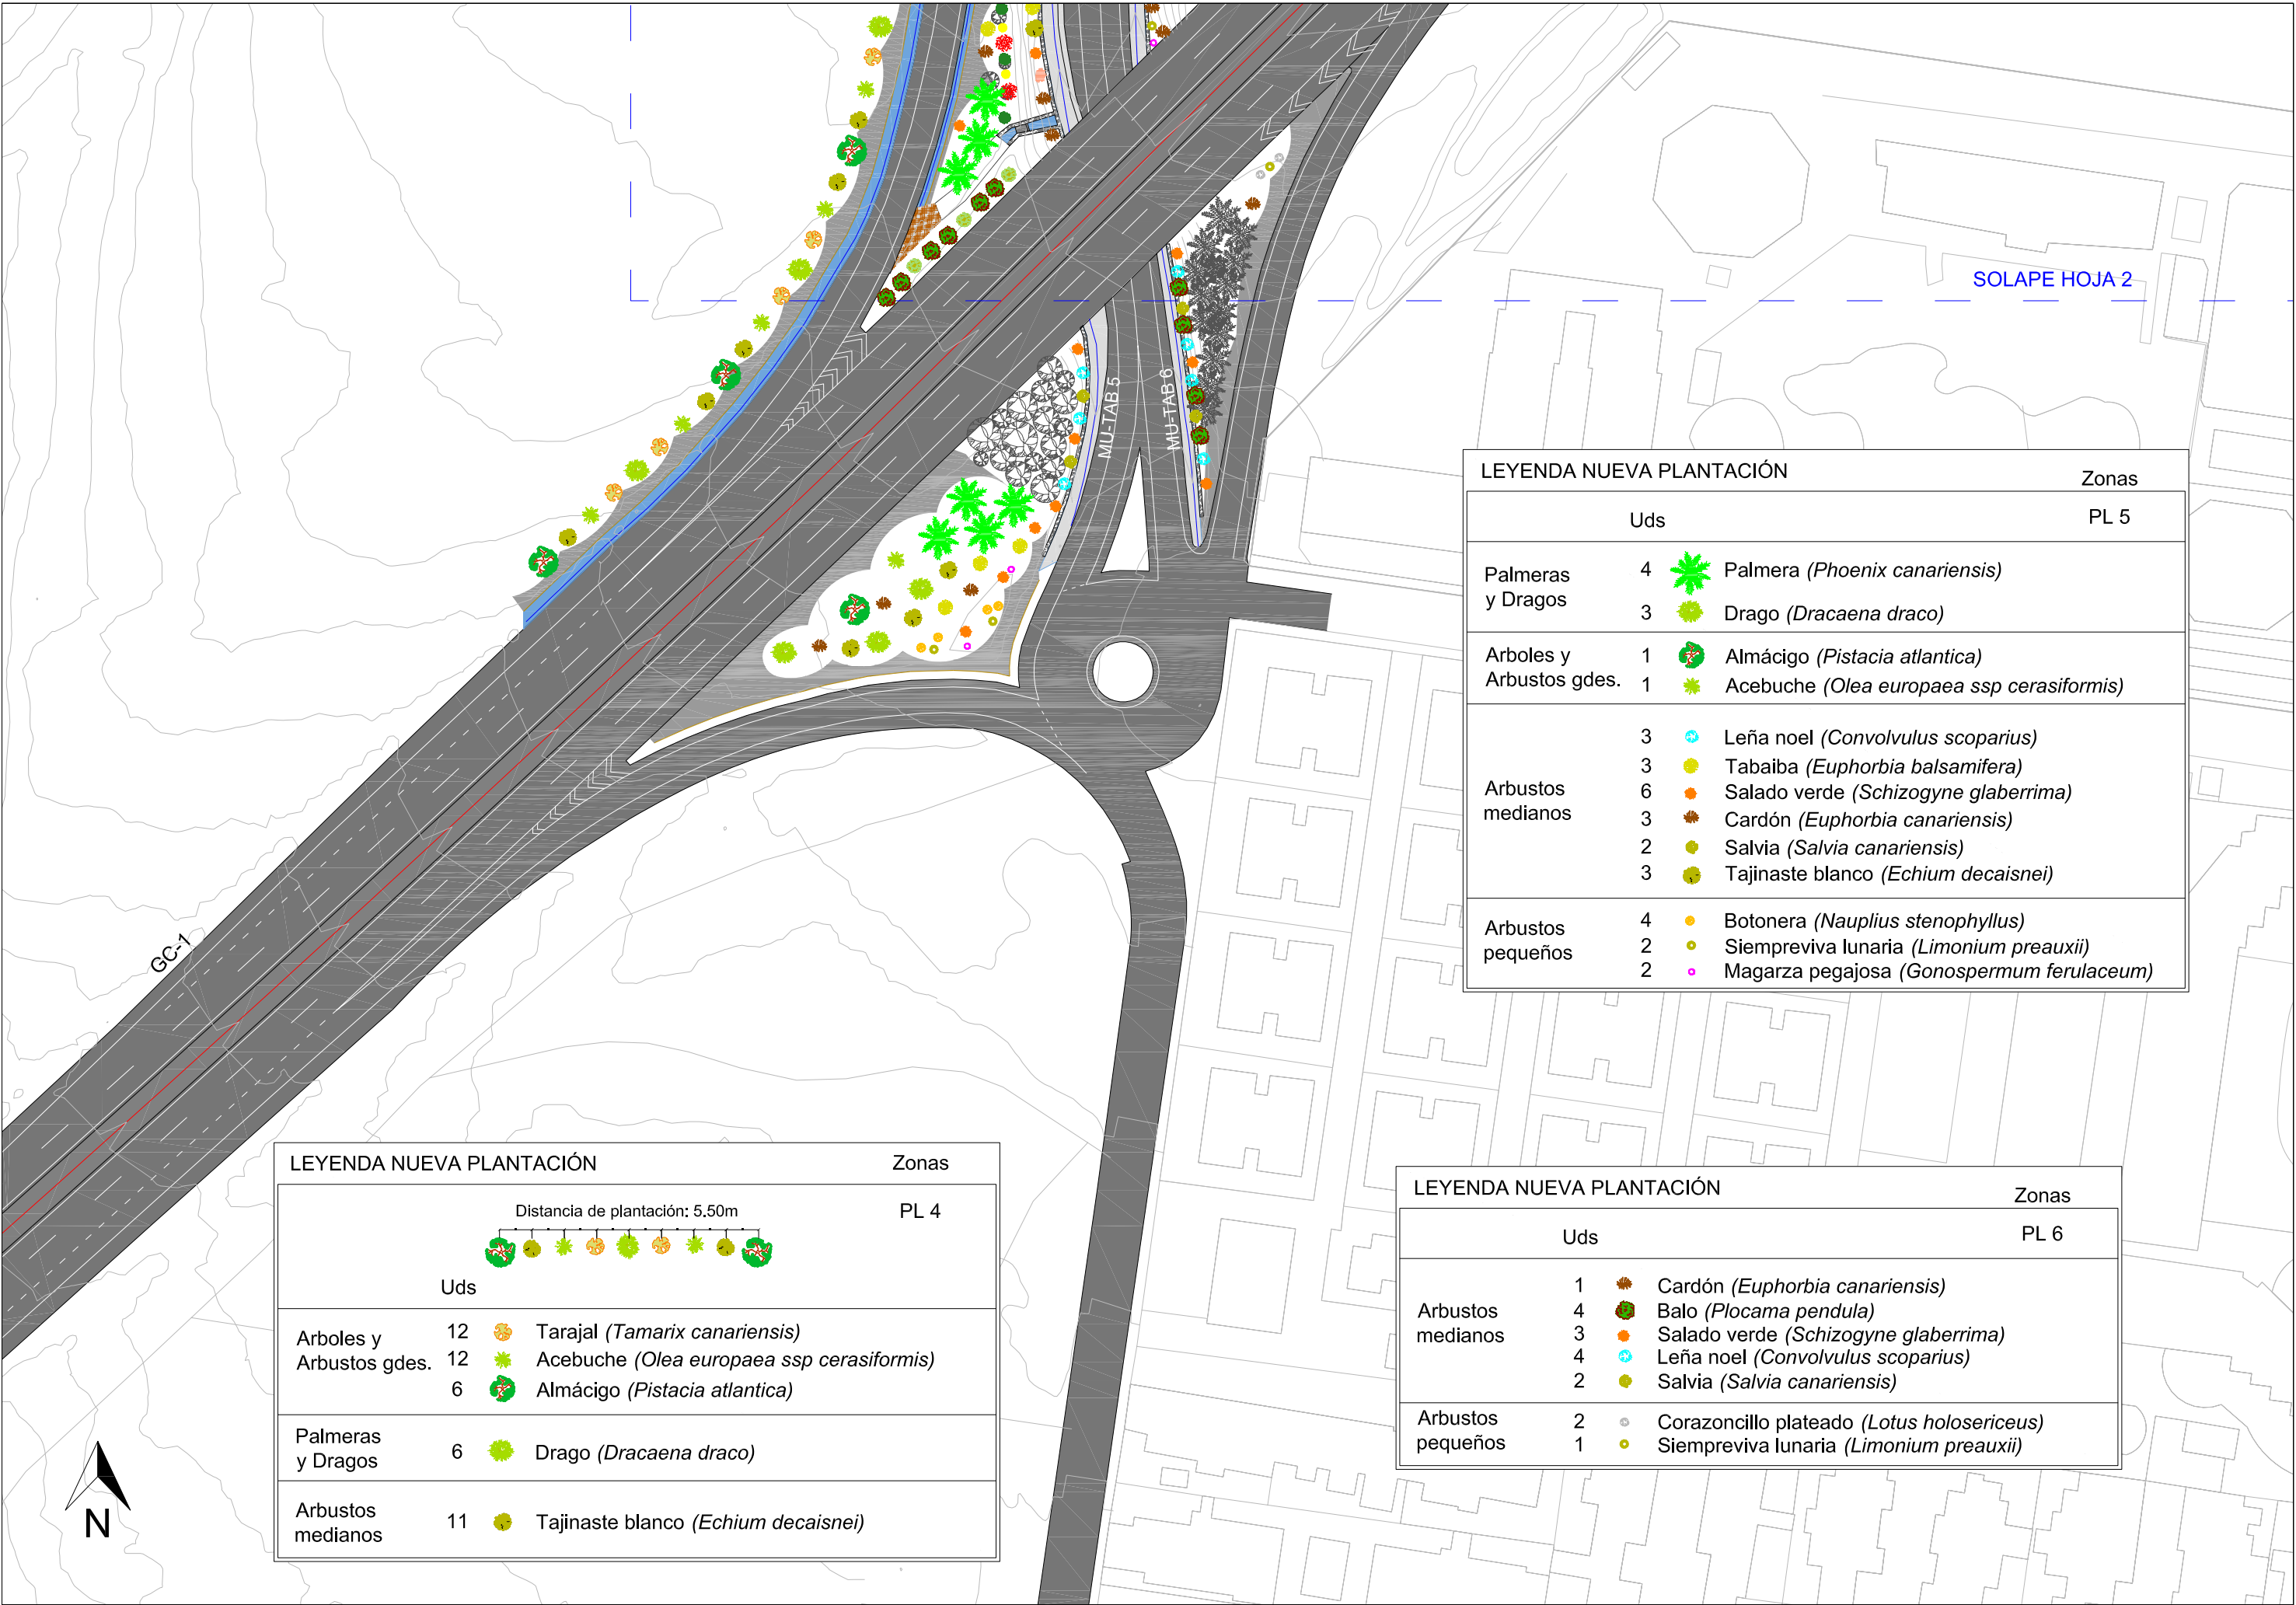 SOLAPE HOJA 2
MU-TAB 5
MU-TAB 6
GC-1
LEYENDA NUEVA PLANTACIÓN
Zonas
Uds
PL 5
Palmeras y Dragos
4 Palmera (Phoenix canariensis)
3 Drago (Dracaena draco)
Arboles y Arbustos gdes.
1 Almácigo (Pistacia atlantica)
1 Acebuche (Olea europaea ssp cerasiformis)
Arbustos medianos
3 Leña noel (Convolvulus scoparius)
3 Tabaiba (Euphorbia balsamifera)
6 Salado verde (Schizogyne glaberrima)
3 Cardón (Euphorbia canariensis)
2 Salvia (Salvia canariensis)
3 Tajinaste blanco (Echium decaisnei)
Arbustos pequeños
4 Botonera (Nauplius stenophyllus)
2 Siempreviva lunaria (Limonium preauxii)
2 Magarza pegajosa (Gonospermum ferulaceum)
LEYENDA NUEVA PLANTACIÓN
Zonas
Distancia de plantación: 5.50m
PL 4
Uds
Arboles y Arbustos gdes.
12 Tarajal (Tamarix canariensis)
12 Acebuche (Olea europaea ssp cerasiformis)
6 Almácigo (Pistacia atlantica)
Palmeras y Dragos
6 Drago (Dracaena draco)
Arbustos medianos
11 Tajinaste blanco (Echium decaisnei)
N
LEYENDA NUEVA PLANTACIÓN
Zonas
Uds
PL 6
Arbustos medianos
1 Cardón (Euphorbia canariensis)
4 Balo (Plocama pendula)
3 Salado verde (Schizogyne glaberrima)
4 Leña noel (Convolvulus scoparius)
2 Salvia (Salvia canariensis)
Arbustos pequeños
2 Corazoncillo plateado (Lotus holosericeus)
1 Siempreviva lunaria (Limonium preauxii)